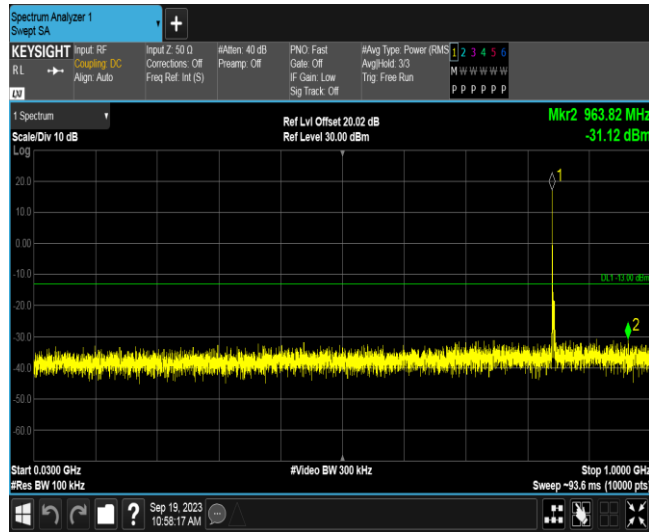 Spectrum Analyzer 1
Swept SA
+
KEYSIGHT
RL
LXI
Input: RF
Coupling: DC
Align: Auto
Input Z: 50 Ω
Corrections: Off
Freq Ref: Int (S)
#Atten: 40 dB
Preamp: Off
PNO: Fast
Gate: Off
IF Gain: Low
Sig Track: Off
#Avg Type: Power (RMS
Avg|Hold: 3/3
Trig: Free Run
1 2 3 4 5 6
M W W W W W
P P P P P P
1 Spectrum
Scale/Div 10 dB
Log
Ref Lvl Offset 20.02 dB
Ref Level 30.00 dBm
Mkr2 963.82 MHz
-31.12 dBm
20.0
10.0
0.00
-10.0
-20.0
-30.0
-40.0
-50.0
-60.0
1
DL1 -13.00 dBm
2
Start 0.0300 GHz
#Res BW 100 kHz
#Video BW 300 kHz
Stop 1.0000 GHz
Sweep ~93.6 ms (10000 pts)
?
Sep 19, 2023
10:58:17 AM